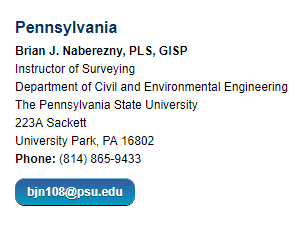 Pennsylvania
Brian J. Naberezny, PLS, GISP
Instructor of Surveying
Department of Civil and Environmental Engineering
The Pennsylvania State University
223A Sackett
University Park, PA 16802
Phone: (814) 865-9433
bjn108@psu.edu